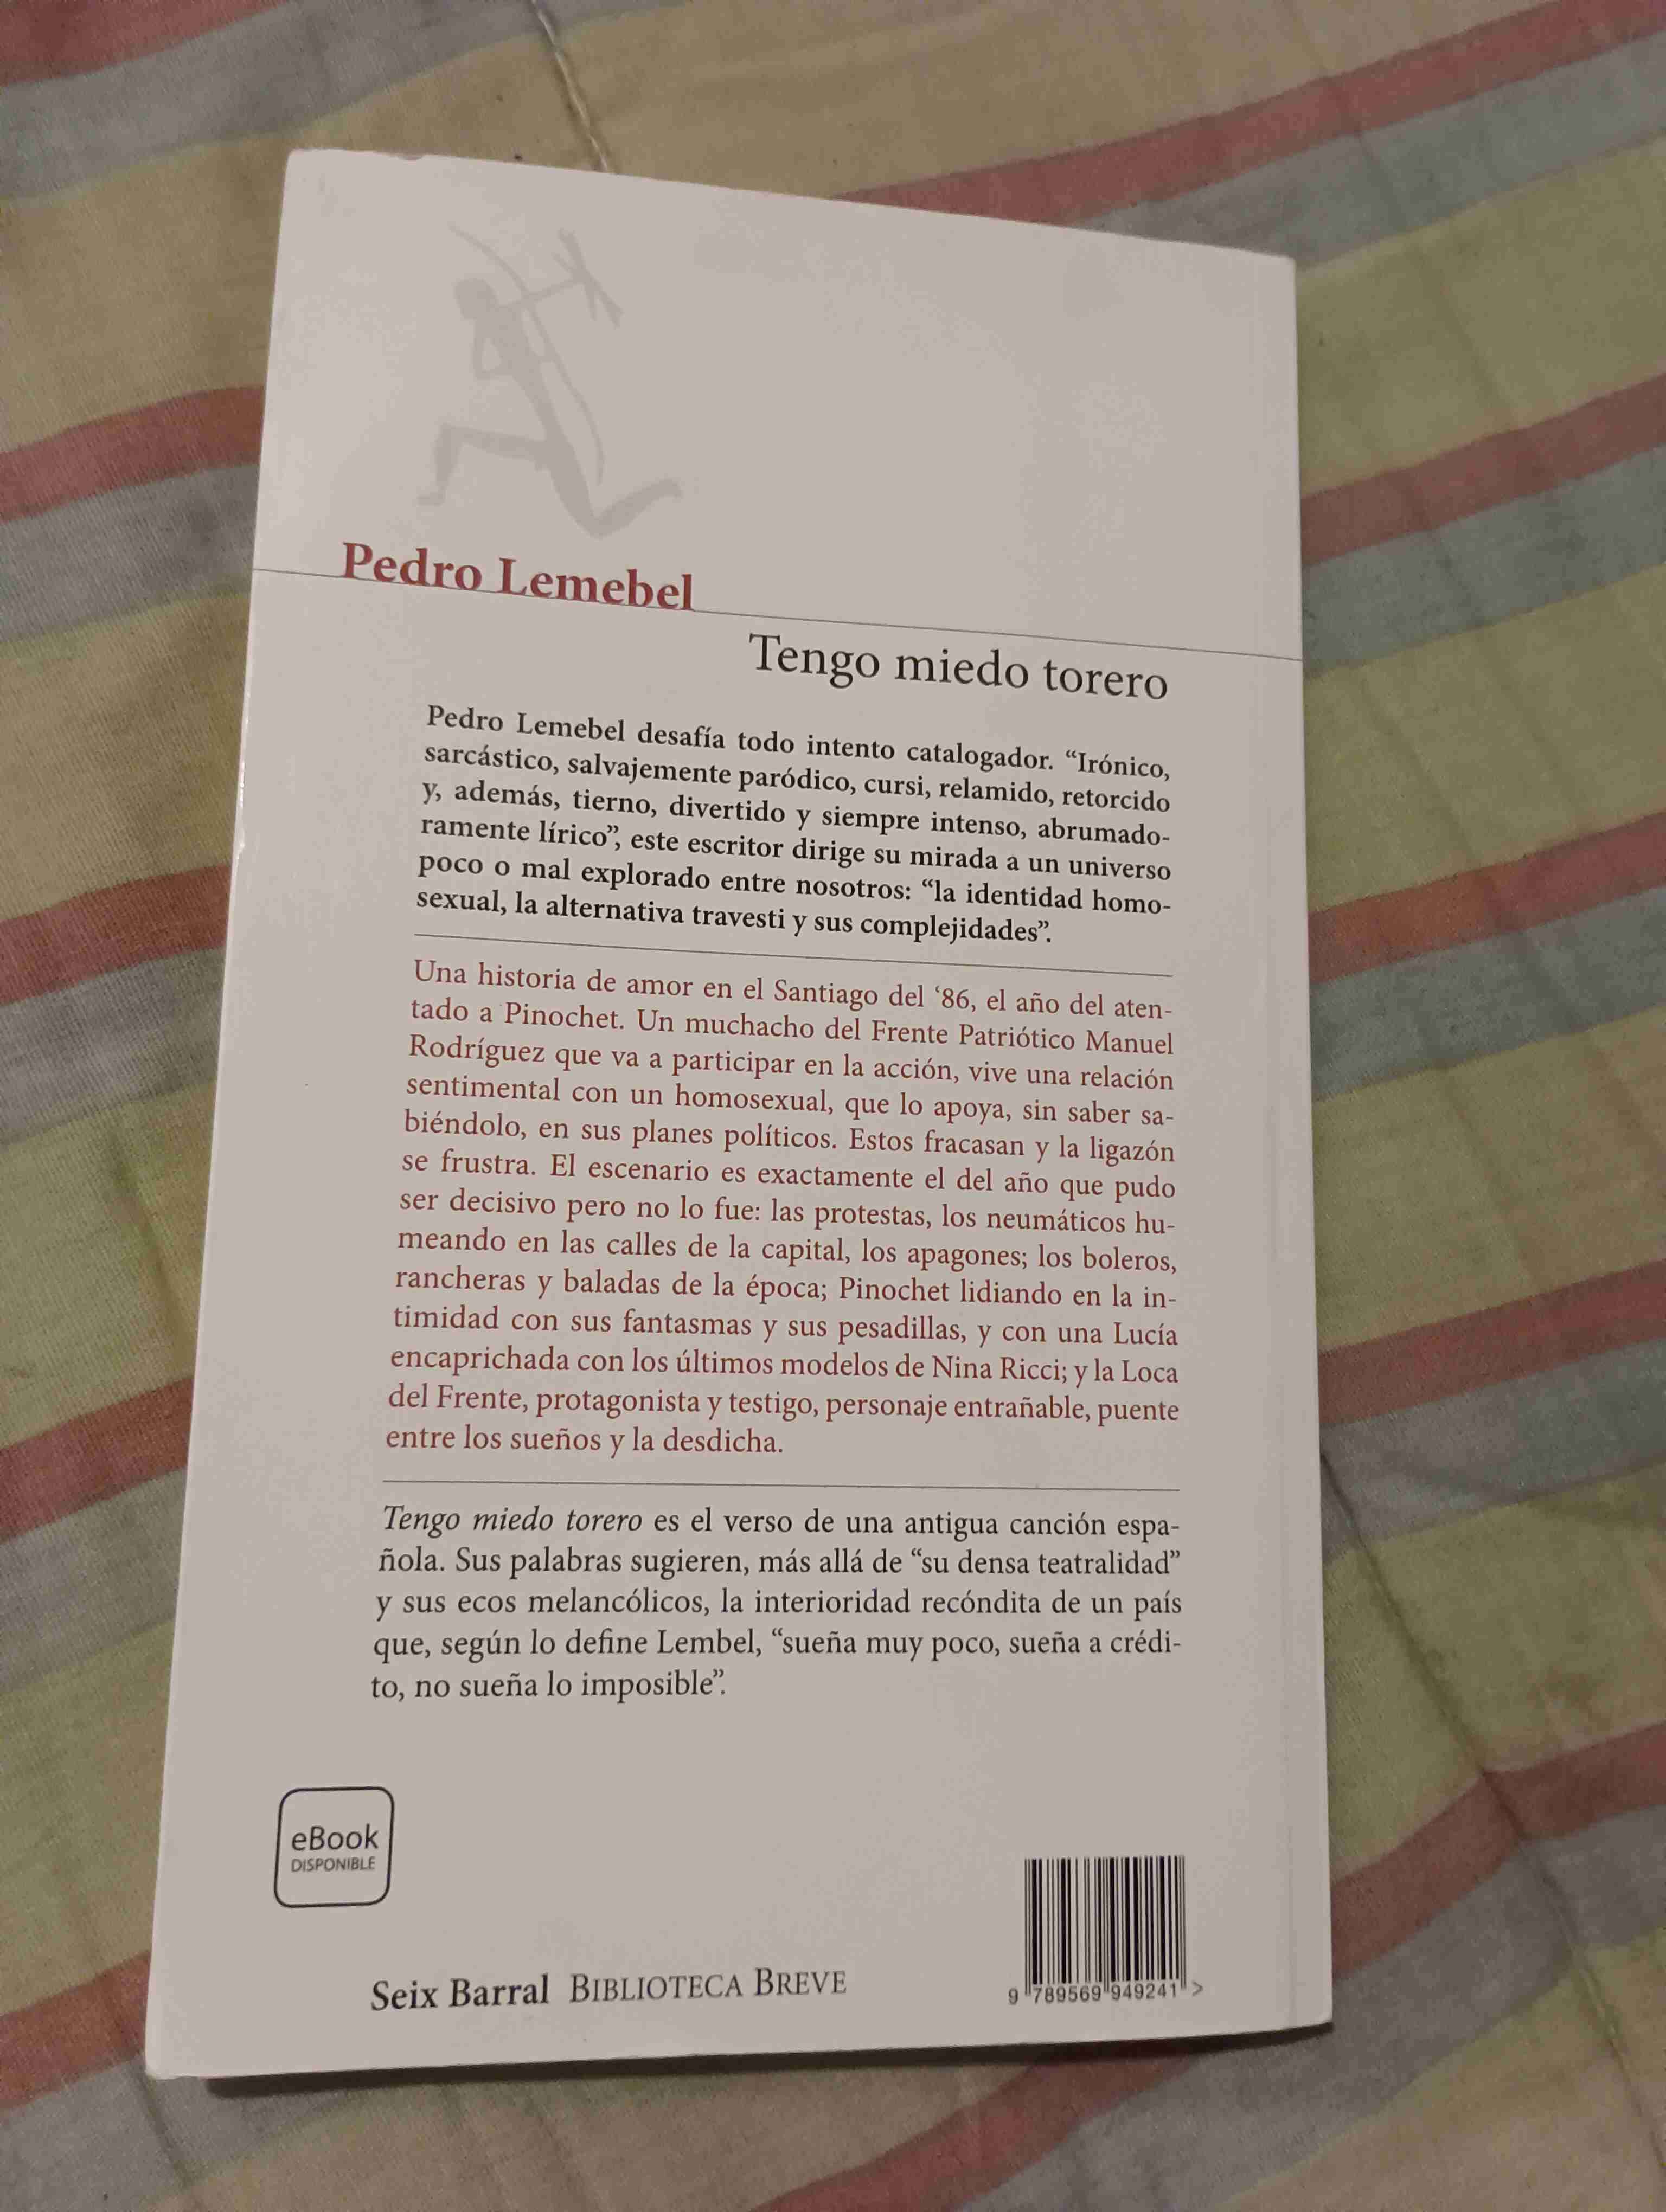 Pedro Lemebel
Tengo miedo torero
Pedro Lemebel desafía todo intento catalogador. “Irónico,
sarcástico, salvajemente paródico, cursi, relamido, retorcido
y, además, tierno, divertido y siempre intenso, abrumado-
ramente lírico”, este escritor dirige su mirada a un universo
poco o mal explorado entre nosotros: “la identidad homo-
sexual, la alternativa travesti y sus complejidades”.
Una historia de amor en el Santiago del ‘86, el año del aten-
tado a Pinochet. Un muchacho del Frente Patriótico Manuel
Rodríguez que va a participar en la acción, vive una relación
sentimental con un homosexual, que lo apoya, sin saber sa-
biéndolo, en sus planes políticos. Estos fracasan y la ligazón
se frustra. El escenario es exactamente el del año que pudo
ser decisivo pero no lo fue: las protestas, los neumáticos hu-
meando en las calles de la capital, los apagones; los boleros,
rancheras y baladas de la época; Pinochet lidiando en la in-
timidad con sus fantasmas y sus pesadillas, y con una Lucía
encaprichada con los últimos modelos de Nina Ricci; y la Loca
del Frente, protagonista y testigo, personaje entrañable, puente
entre los sueños y la desdicha.
Tengo miedo torero es el verso de una antigua canción espa-
ñola. Sus palabras sugieren, más allá de “su densa teatralidad”
y sus ecos melancólicos, la interioridad recóndita de un país
que, según lo define Lembel, “sueña muy poco, sueña a crédi-
to, no sueña lo imposible”.
eBook
DISPONIBLE
Seix Barral BIBLIOTECA BREVE
9 789569 949241 >